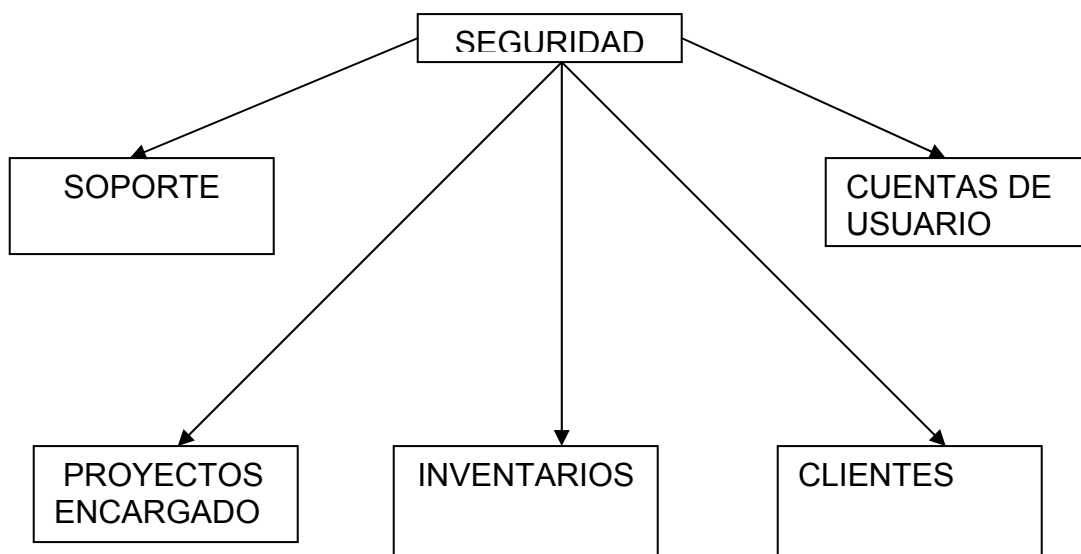 SEGURIDAD
SOPORTE
CUENTAS DE
USUARIO
PROYECTOS
ENCARGADO
INVENTARIOS
CLIENTES